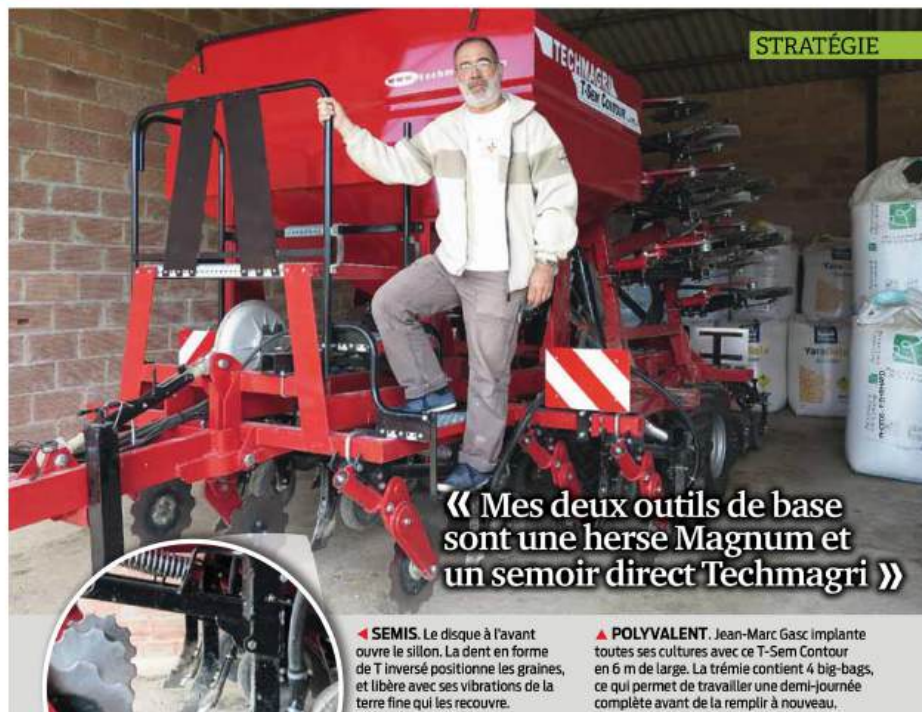 STRATÉGIE
TECHMAGRI
T-SEM CONTOUR
www.techm
Yara
« Mes deux outils de base
sont une herse Magnum et
un semoir direct Techmagri »
◀ SEMIS. Le disque à l'avant
ouvre le sillon. La dent en forme
de T inversé positionne les graines,
et libère avec ses vibrations de la
terre fine qui les recouvre.
▲ POLYVALENT. Jean-Marc Gasc implante
toutes ses cultures avec ce T-Sem Contour
en 6 m de large. La trémie contient 4 big-bags,
ce qui permet de travailler une demi-journée
complète avant de la remplir à nouveau.